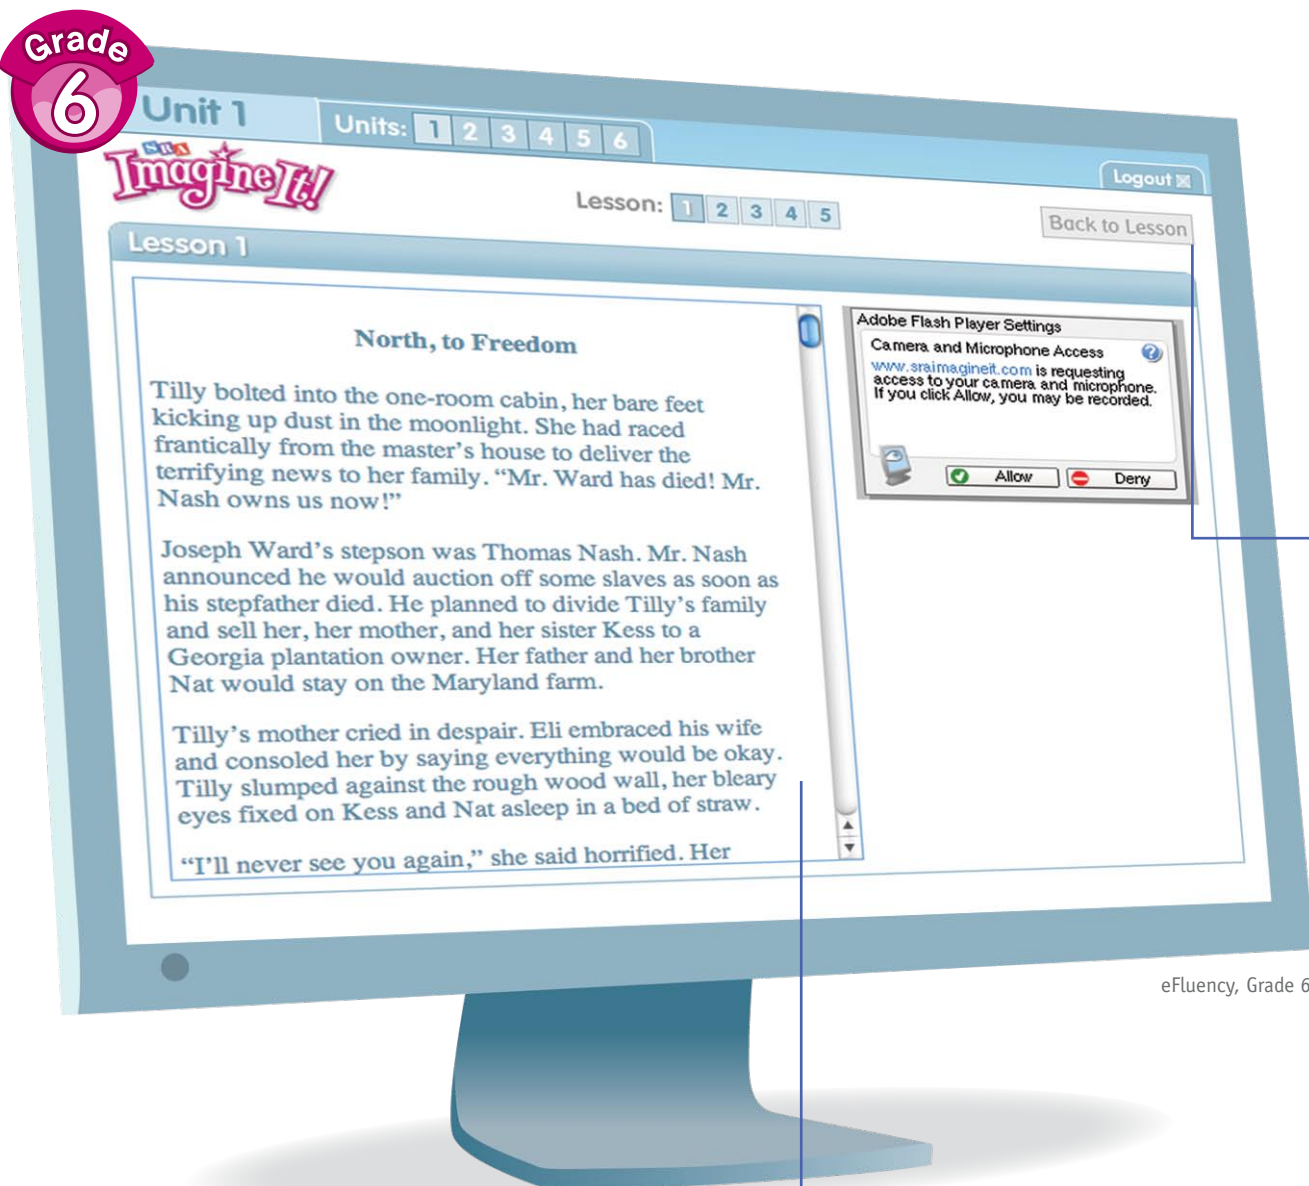 Grade
6
Unit 1
Units: 1 2 3 4 5 6
SRA
Imagine It!
Logout
Lesson: 1 2 3 4 5
Back to Lesson
Lesson 1
North, to Freedom
Tilly bolted into the one-room cabin, her bare feet
kicking up dust in the moonlight. She had raced
frantically from the master's house to deliver the
terrifying news to her family. “Mr. Ward has died! Mr.
Nash owns us now!”
Joseph Ward's stepson was Thomas Nash. Mr. Nash
announced he would auction off some slaves as soon as
his stepfather died. He planned to divide Tilly's family
and sell her, her mother, and her sister Kess to a
Georgia plantation owner. Her father and her brother
Nat would stay on the Maryland farm.
Tilly's mother cried in despair. Eli embraced his wife
and consoled her by saying everything would be okay.
Tilly slumped against the rough wood wall, her bleary
eyes fixed on Kess and Nat asleep in a bed of straw.
“I'll never see you again,” she said horrified. Her
Adobe Flash Player Settings
Camera and Microphone Access
www.sraimagineit.com is requesting
access to your camera and microphone.
If you click Allow, you may be recorded.
Allow
Deny
eFluency, Grade 6